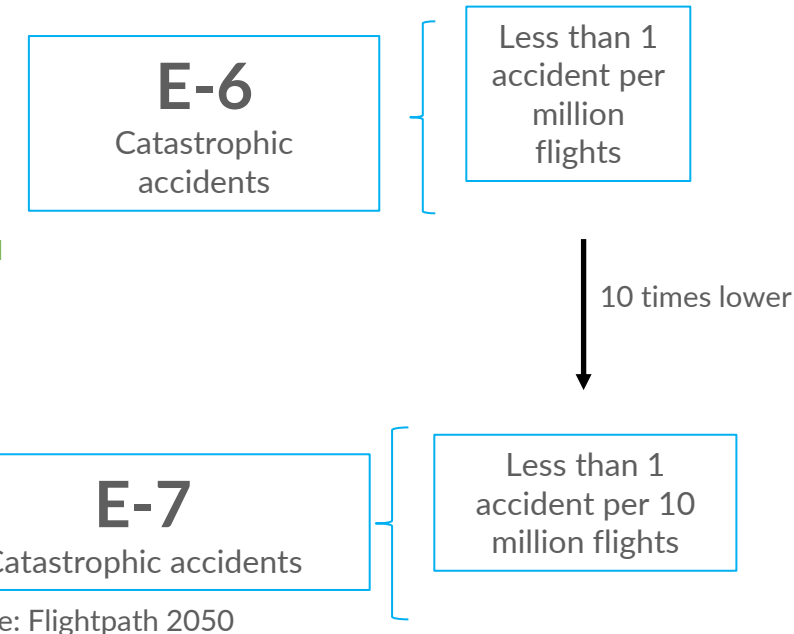 E-6
Catastrophic
accidents
Less than 1
accident per
million
flights
10 times lower
E-7
Catastrophic accidents
Less than 1
accident per 10
million flights
e: Flightpath 2050